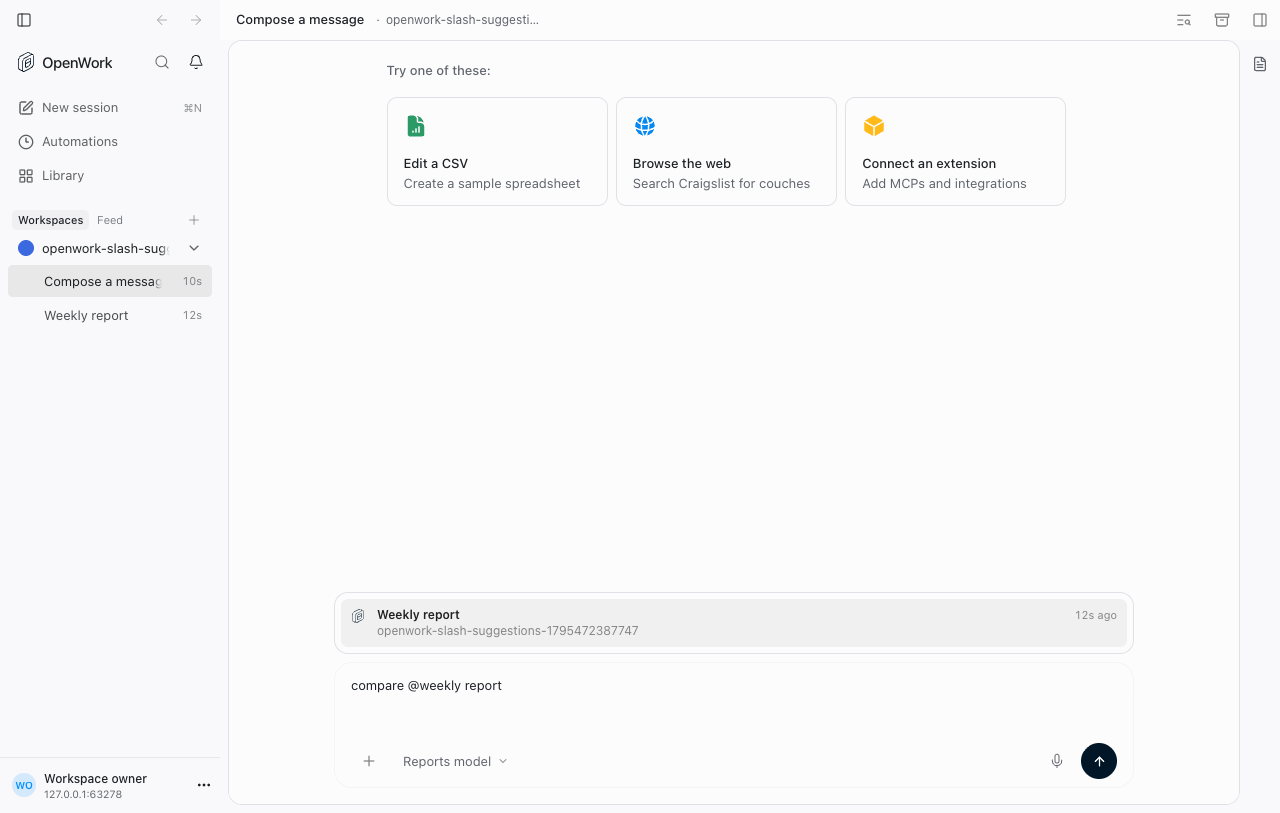 Compose a message · openwork-slash-suggesti...
OpenWork
New session ⌘N
Automations
Library
Workspaces Feed
openwork-slash-sug
Compose a messag 10s
Weekly report 12s
Workspace owner
WO
127.0.0.1:63278
Try one of these:
Edit a CSV
Create a sample spreadsheet
Browse the web
Search Craigslist for couches
Connect an extension
Add MCPs and integrations
Weekly report 12s ago
openwork-slash-suggestions-1795472387747
compare @weekly report
Reports model